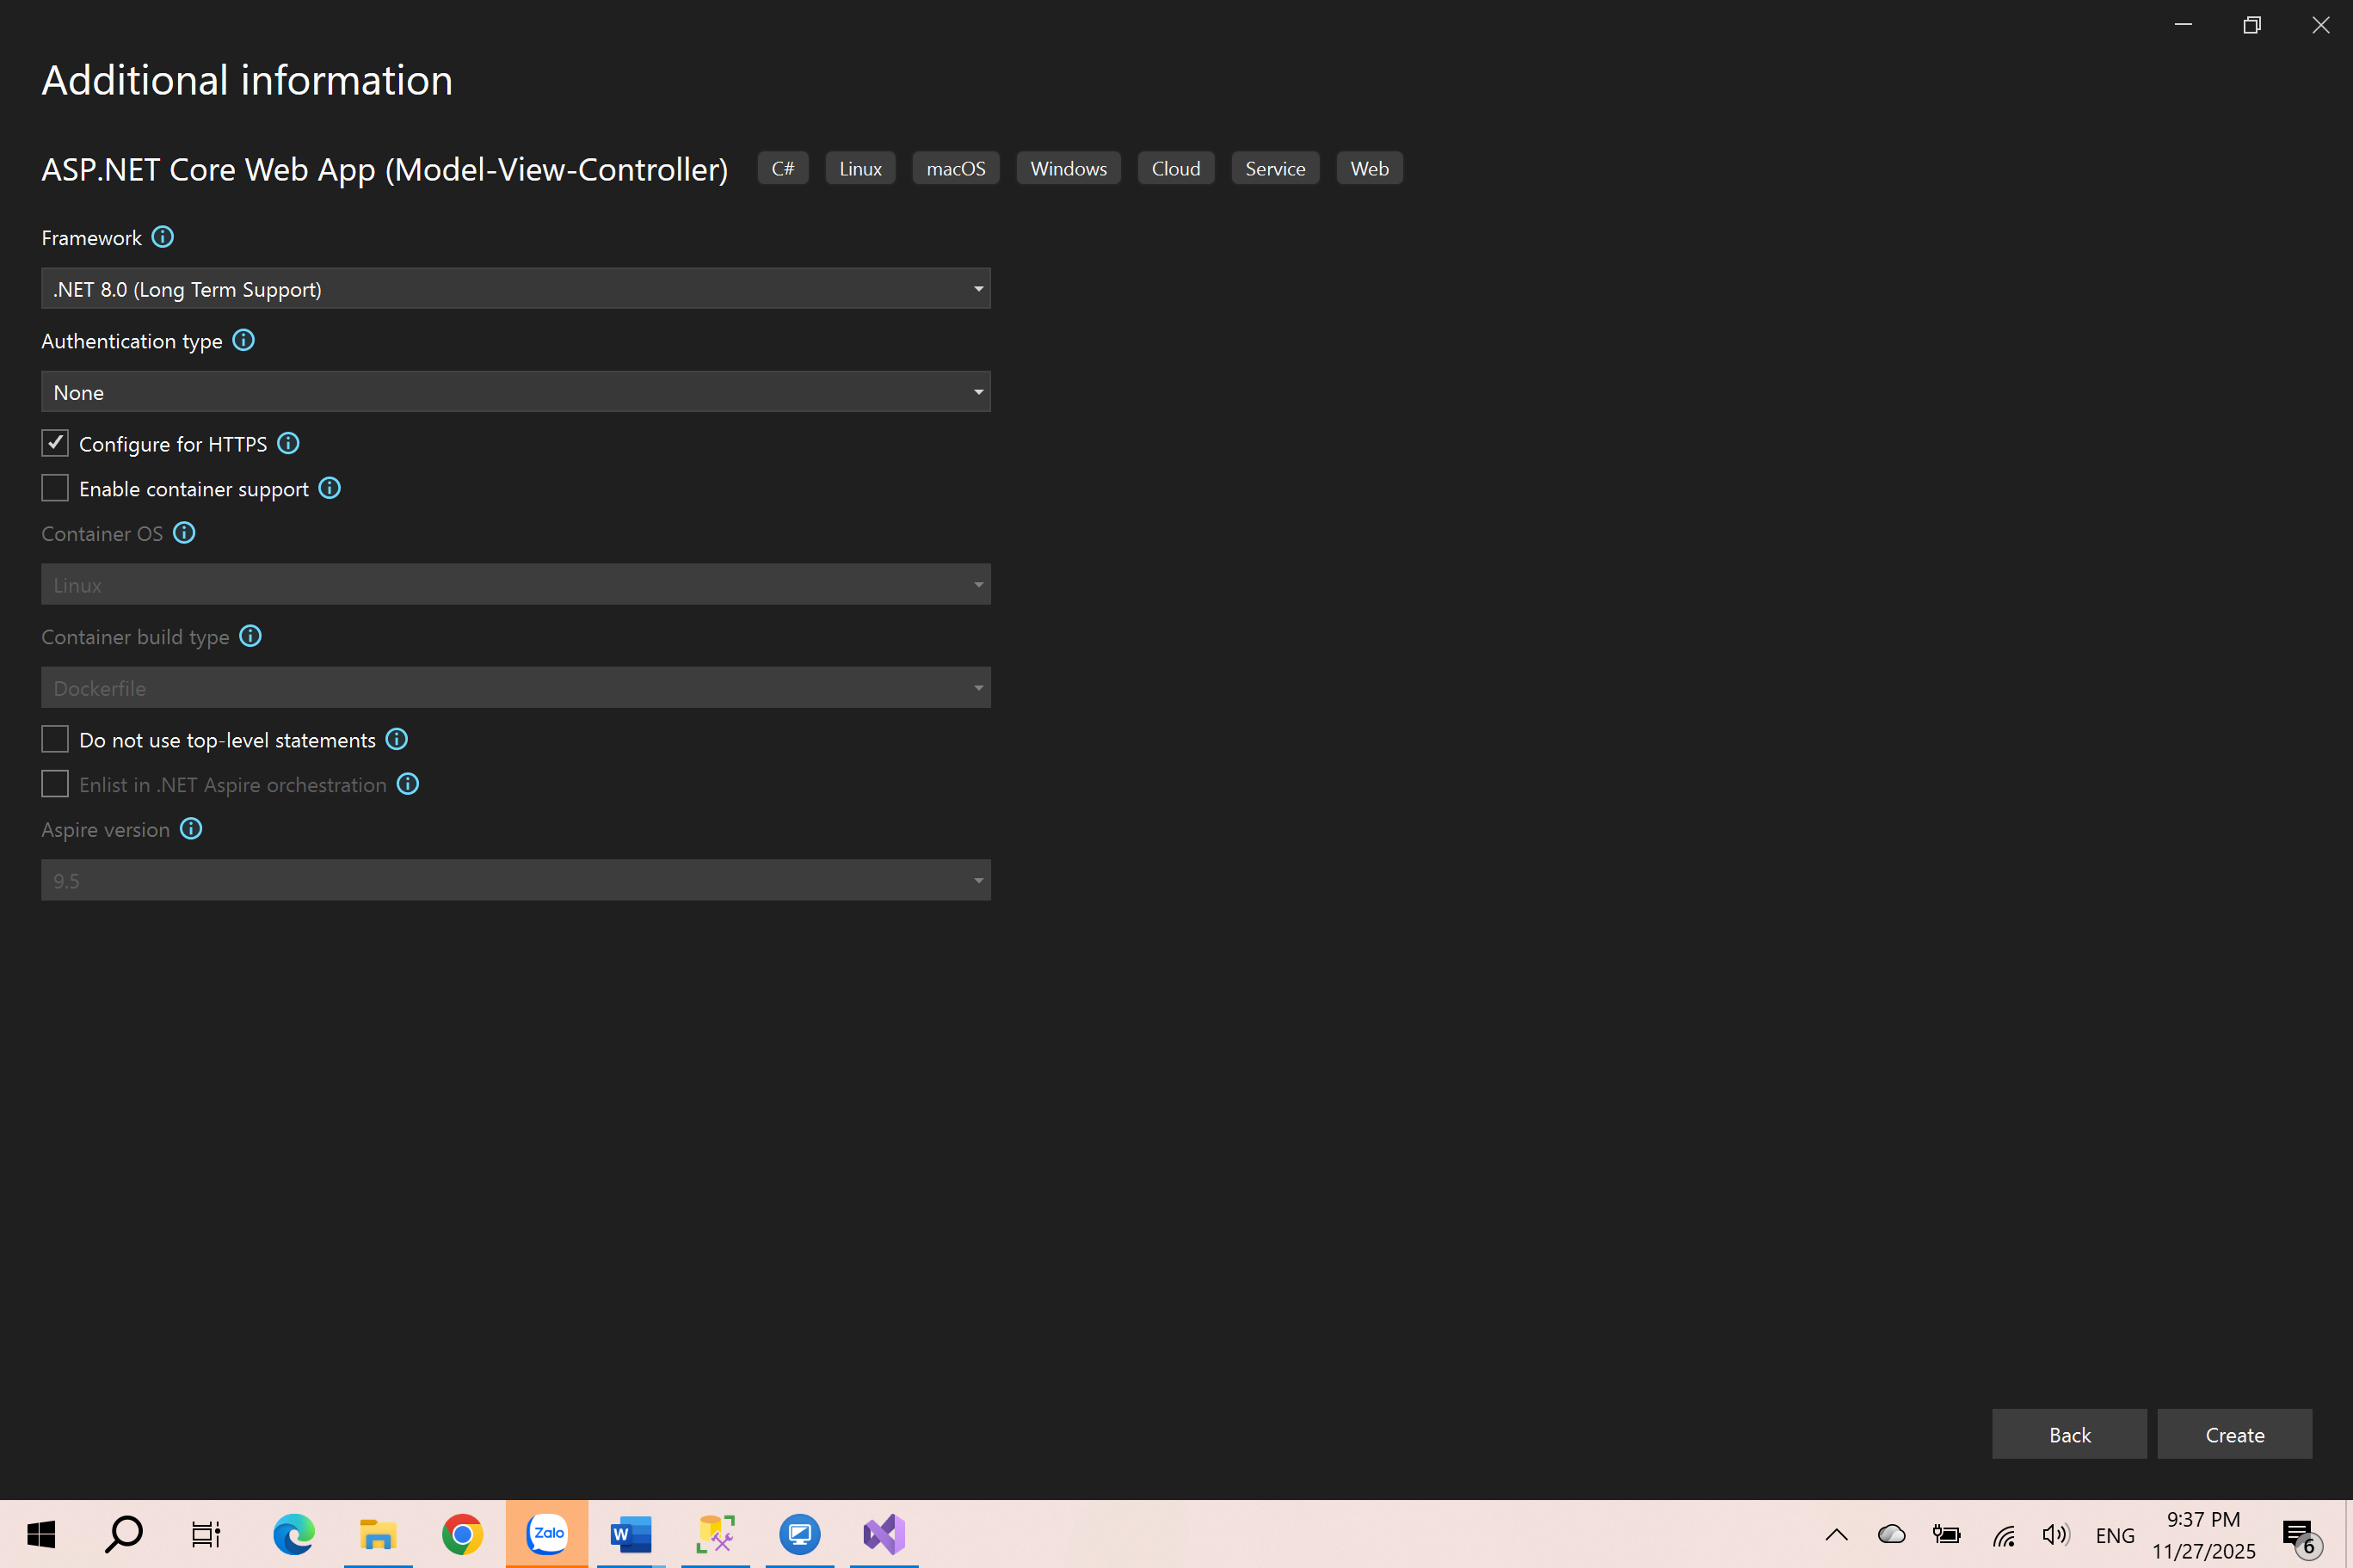 Additional information
ASP.NET Core Web App (Model-View-Controller) C# Linux macOS Windows Cloud Service Web
Framework
.NET 8.0 (Long Term Support)
Authentication type
None
Configure for HTTPS
Enable container support
Container OS
Linux
Container build type
Dockerfile
Do not use top-level statements
Enlist in .NET Aspire orchestration
Aspire version
9.5
Back Create
Zalo W ENG 9:37 PM
11/27/2025 6